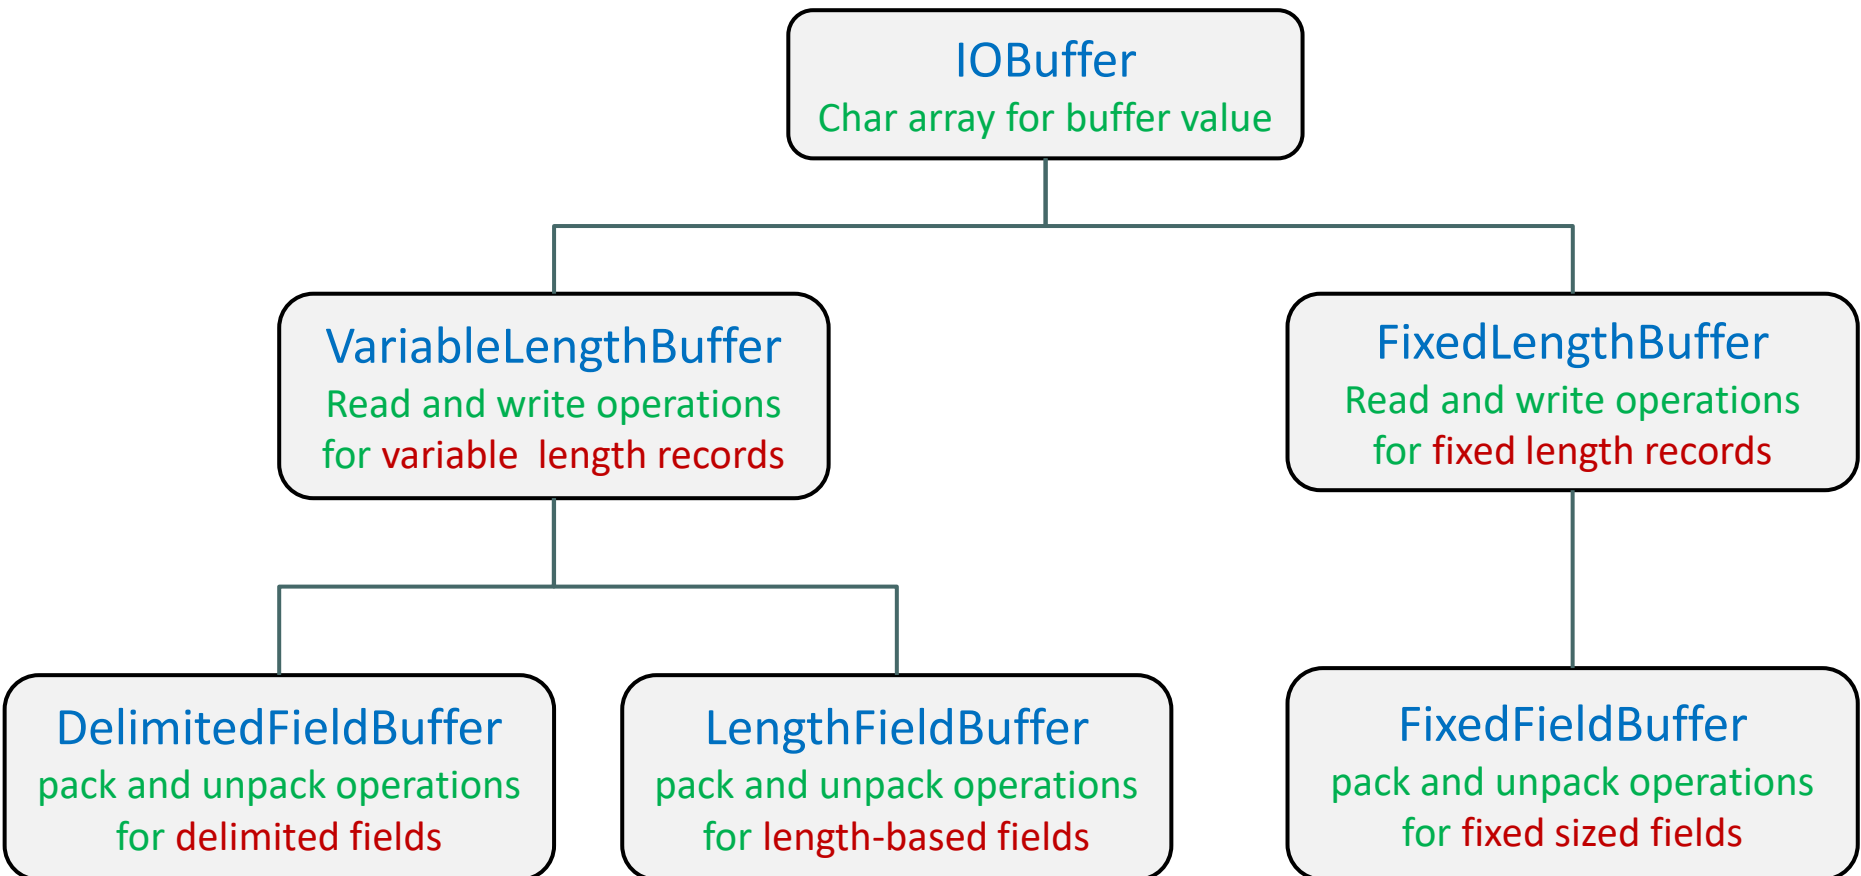 IOBuffer
Char array for buffer value
VariableLengthBuffer
Read and write operations
for variable  length records
FixedLengthBuffer
Read and write operations
for fixed length records
DelimitedFieldBuffer
pack and unpack operations
for delimited fields
LengthFieldBuffer
pack and unpack operations
for length-based fields
FixedFieldBuffer
pack and unpack operations
for fixed sized fields